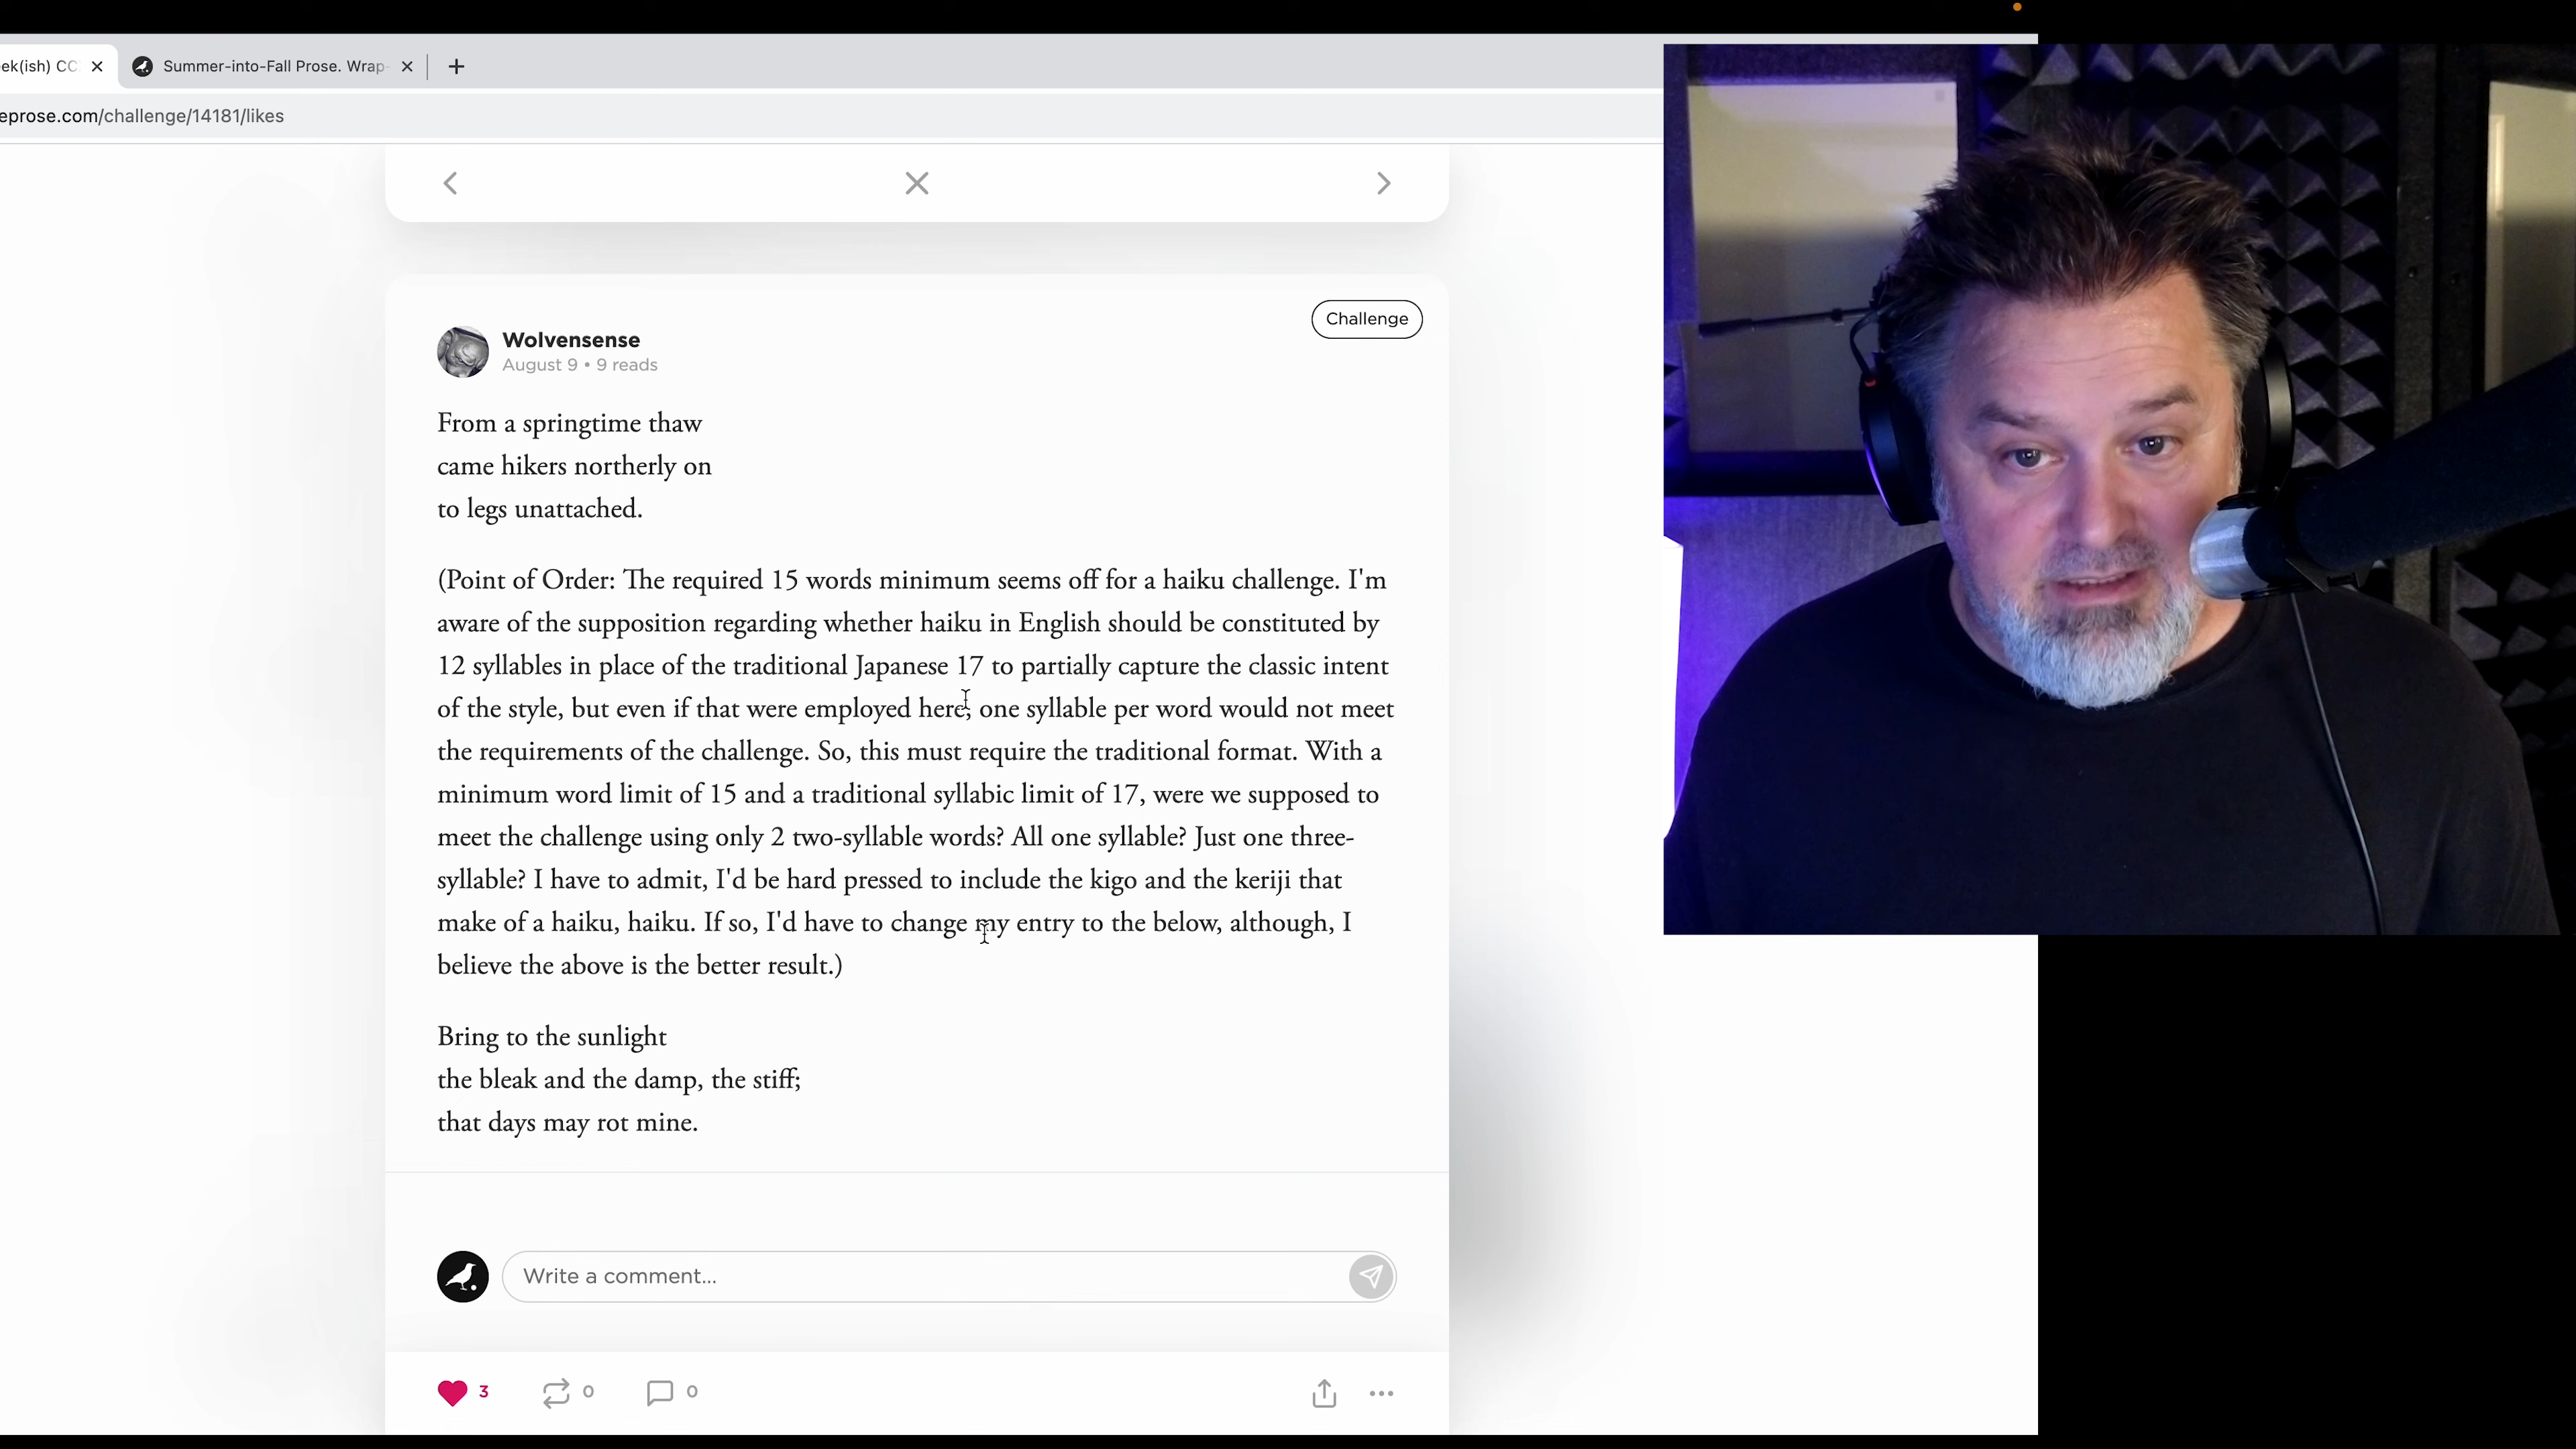 ek(ish) CC
Summer-into-Fall Prose. Wrap-
eprose.com/challenge/14181/likes
Challenge
Wolvensense
August 9 • 9 reads
From a springtime thaw
came hikers northerly on
to legs unattached.
(Point of Order: The required 15 words minimum seems off for a haiku challenge. I'm
aware of the supposition regarding whether haiku in English should be constituted by
12 syllables in place of the traditional Japanese 17 to partially capture the classic intent
of the style, but even if that were employed here, one syllable per word would not meet
the requirements of the challenge. So, this must require the traditional format. With a
minimum word limit of 15 and a traditional syllabic limit of 17, were we supposed to
meet the challenge using only 2 two-syllable words? All one syllable? Just one three-
syllable? I have to admit, I'd be hard pressed to include the kigo and the keriji that
make of a haiku, haiku. If so, I'd have to change my entry to the below, although, I
believe the above is the better result.)
Bring to the sunlight
the bleak and the damp, the stiff;
that days may rot mine.
Write a comment...
3
0
0